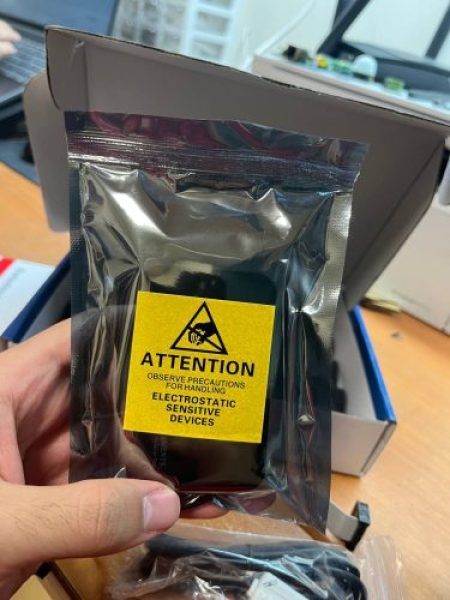 ATTENTION
OBSERVE PRECAUTIONS
FOR HANDLING
ELECTROSTATIC
SENSITIVE
DEVICES